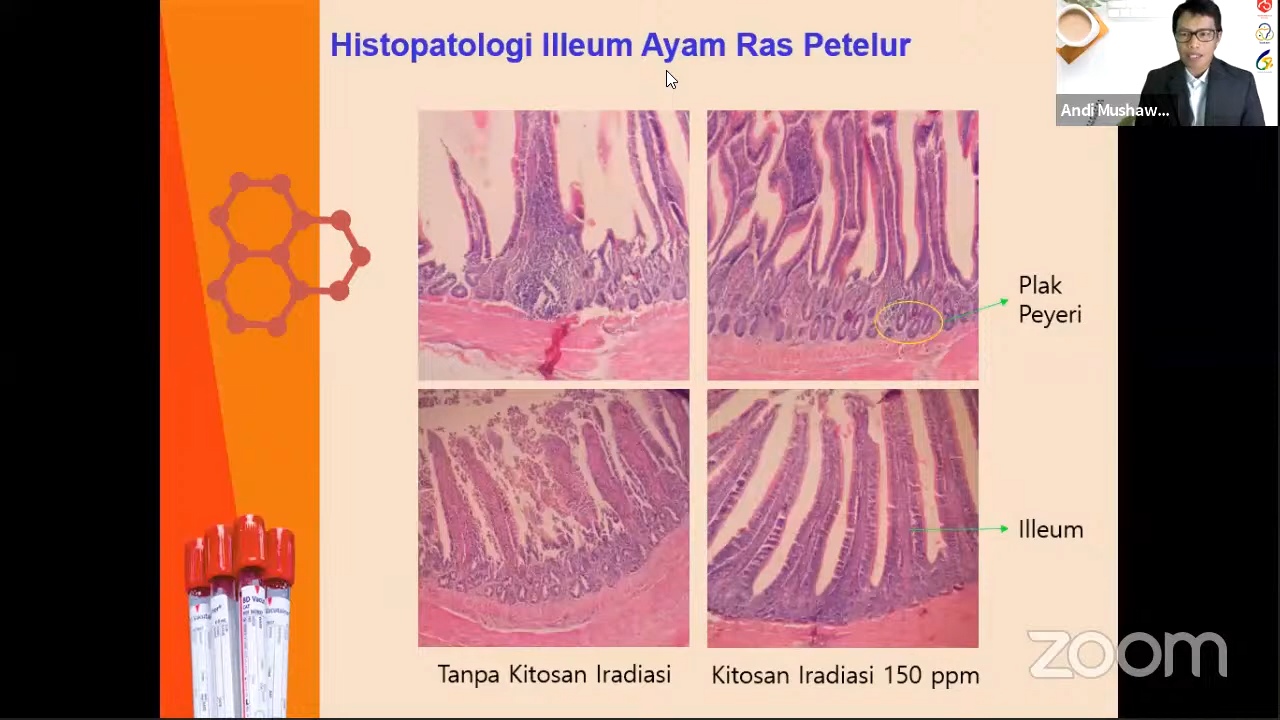 Histopatologi Illeum Ayam Ras Petelur
Andi Mushaw...
Plak
Peyeri
Illeum
Tanpa Kitosan Iradiasi
Kitosan Iradiasi 150 ppm
zoom